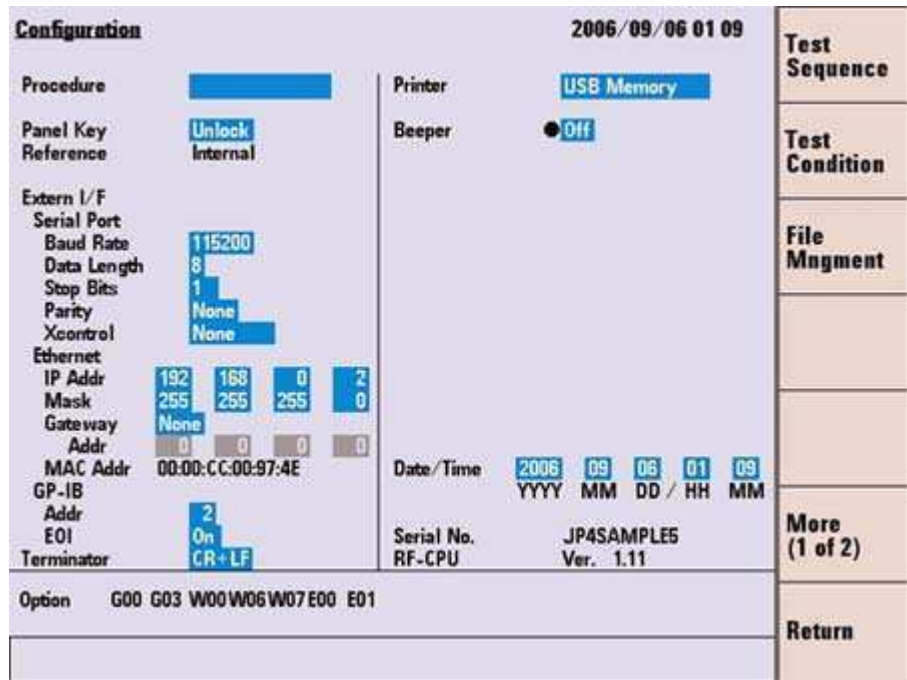 Configuration 2006/09/06 01 09
Procedure
Panel Key Unlock
Reference Internal
Extern I/F
Serial Port
Baud Rate 115200
Data Length 8
Stop Bits 1
Parity None
Xcontrol None
Ethernet
IP Addr 192 168 0 2
Mask 255 255 255 0
Gateway None
Addr 0 0 0 0
MAC Addr 00:00:CC:00:97:4E
GP-IB
Addr 2
EOI On
Terminator CR+LF
Printer USB Memory
Beeper ●Off
Date/Time 2006 09 06 01 09
YYYY MM DD / HH MM
Serial No. JP4SAMPLE5
RF-CPU Ver. 1.11
Option G00 G03 W00 W06 W07 E00 E01
Test
Sequence
Test
Condition
File
Mngment
More
(1 of 2)
Return